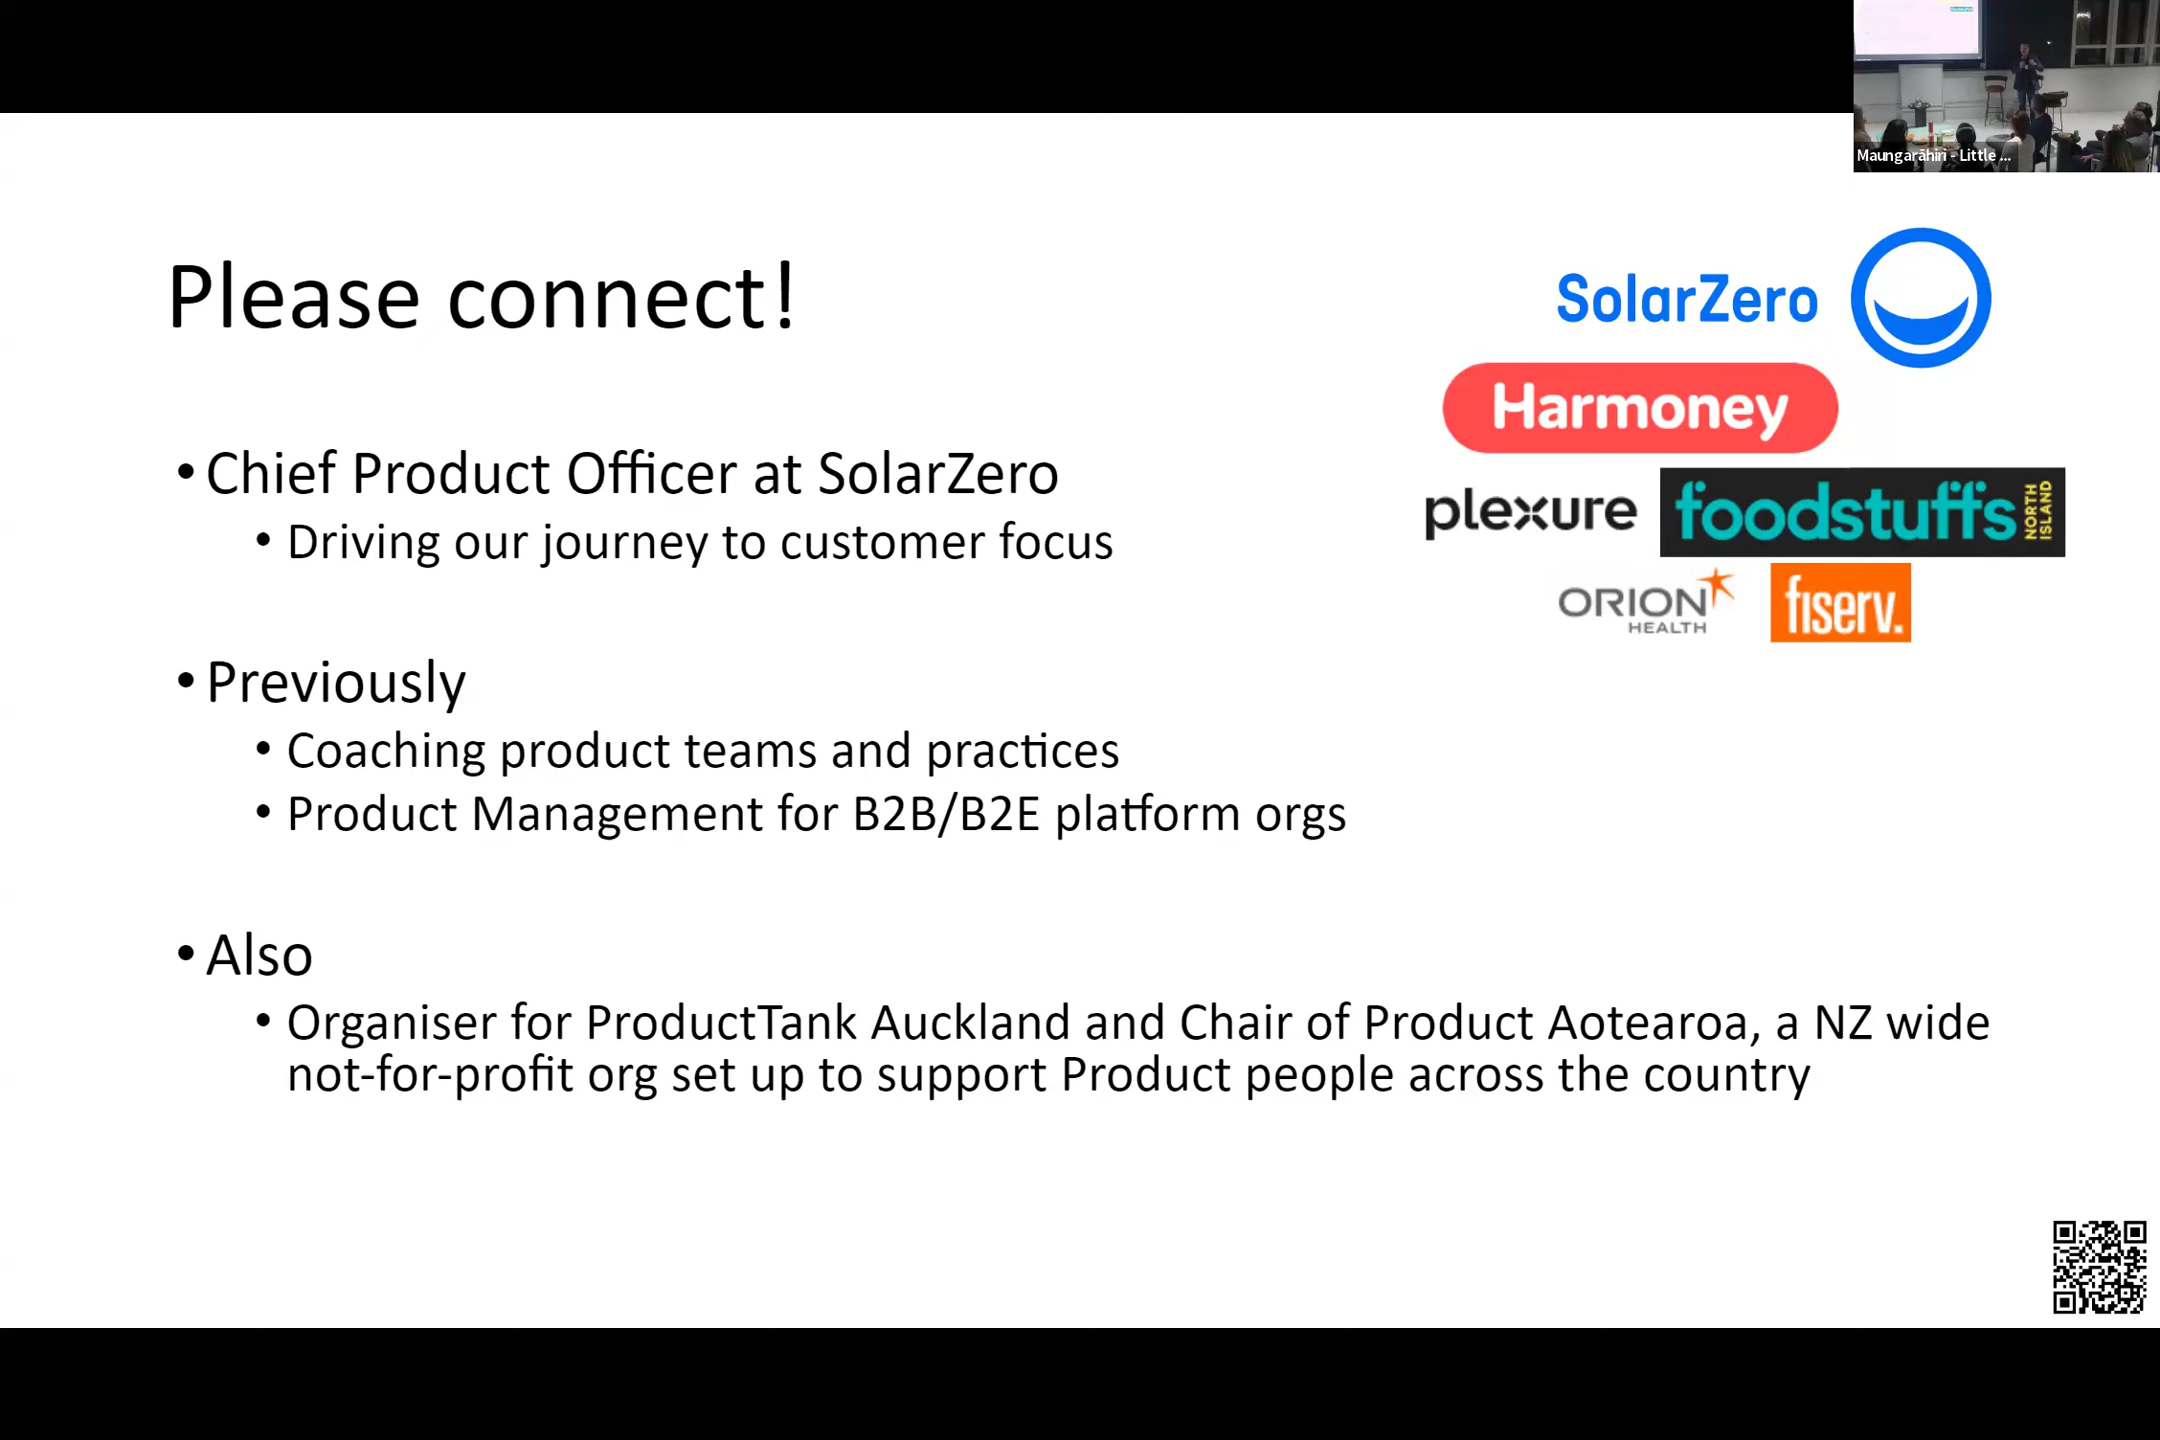 Maungarāhiri - Little ...
Please connect!
SolarZero
Harmoney
plexure
foodstuffs
NORTH
ISLAND
ORION
HEALTH
fiserv.
• Chief Product Officer at SolarZero
• Driving our journey to customer focus
• Previously
• Coaching product teams and practices
• Product Management for B2B/B2E platform orgs
• Also
• Organiser for ProductTank Auckland and Chair of Product Aotearoa, a NZ wide
not-for-profit org set up to support Product people across the country